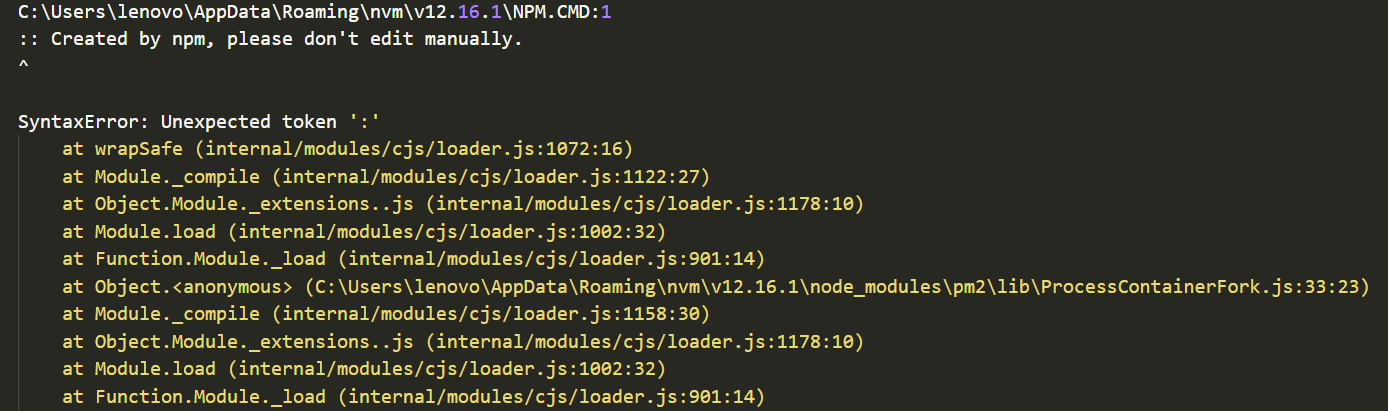 C:\Users\lenovo\AppData\Roaming\nvm\v12.16.1\NPM.CMD:1
:: Created by npm, please don't edit manually.
^
SyntaxError: Unexpected token ':'
at wrapSafe (internal/modules/cjs/loader.js:1072:16)
at Module._compile (internal/modules/cjs/loader.js:1122:27)
at Object.Module._extensions..js (internal/modules/cjs/loader.js:1178:10)
at Module.load (internal/modules/cjs/loader.js:1002:32)
at Function.Module._load (internal/modules/cjs/loader.js:901:14)
at Object.<anonymous> (C:\Users\lenovo\AppData\Roaming\nvm\v12.16.1\node_modules\pm2\lib\ProcessContainerFork.js:33:23)
at Module._compile (internal/modules/cjs/loader.js:1158:30)
at Object.Module._extensions..js (internal/modules/cjs/loader.js:1178:10)
at Module.load (internal/modules/cjs/loader.js:1002:32)
at Function.Module._load (internal/modules/cjs/loader.js:901:14)